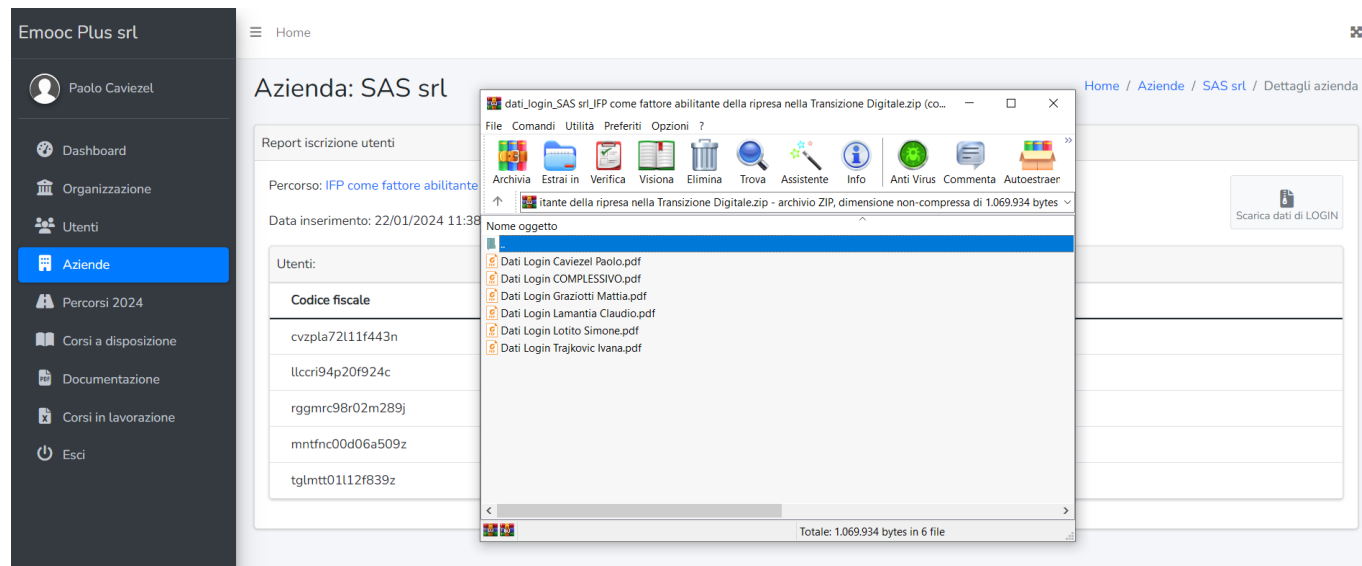 Emooc Plus srl
Home
Paolo Caviezel
Dashboard
Organizzazione
Utenti
Aziende
Percorsi 2024
Corsi a disposizione
Documentazione
Corsi in lavorazione
Esci
Azienda: SAS srl
Home / Aziende / SAS srl / Dettagli azienda
Report iscrizione utenti
Percorso: IFP come fattore abilitante
Data inserimento: 22/01/2024 11:38
Scarica dati di LOGIN
Utenti:
Codice fiscale
cvzpla72l11f443n
llccri94p20f924c
rggmrc98r02m289j
mntfnc00d06a509z
tglmtt01l12f839z
dati_login_SAS srl_IFP come fattore abilitante della ripresa nella Transizione Digitale.zip (co...
File Comandi Utilità Preferiti Opzioni ?
Archivia Estrai in Verifica Visiona Elimina Trova Assistente Info Anti Virus Commenta Autoestraer
itante della ripresa nella Transizione Digitale.zip - archivio ZIP, dimensione non-compressa di 1.069.934 bytes
Nome oggetto
..
Dati Login Caviezel Paolo.pdf
Dati Login COMPLESSIVO.pdf
Dati Login Graziotti Mattia.pdf
Dati Login Lamantia Claudio.pdf
Dati Login Lotito Simone.pdf
Dati Login Trajkovic Ivana.pdf
Totale: 1.069.934 bytes in 6 file